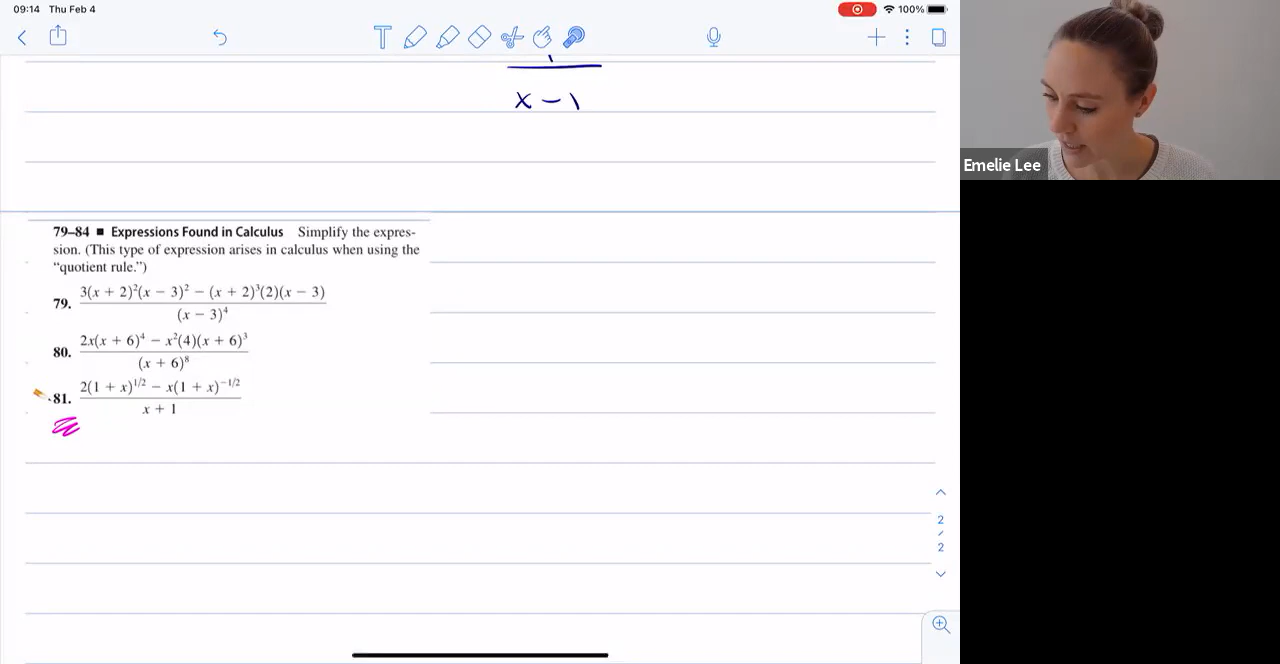 09:14 Thu Feb 4
100%
x − 1
Emelie Lee
79–84 ■ Expressions Found in Calculus Simplify the expres-
sion. (This type of expression arises in calculus when using the
“quotient rule.”)
79. 3(x + 2)²(x − 3)² − (x + 2)³(2)(x − 3)
(x − 3)⁴
80. 2x(x + 6)⁴ − x²(4)(x + 6)³
(x + 6)⁸
81. 2(1 + x)^1/2 − x(1 + x)^−1/2
x + 1
2
/
2